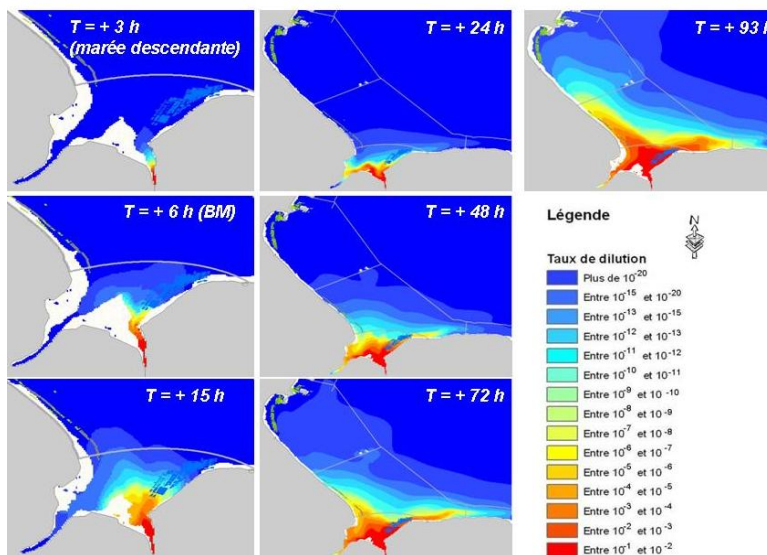 T = + 3 h
(marée descendante)
T = + 24 h
T = + 93 h
T = + 6 h (BM)
T = + 48 h
T = + 15 h
T = + 72 h
Légende
N
Taux de dilution
Plus de 10-20
Entre 10-15 et 10-20
Entre 10-13 et 10-15
Entre 10-12 et 10-13
Entre 10-11 et 10-12
Entre 10-10 et 10-11
Entre 10-9 et 10-10
Entre 10-8 et 10-9
Entre 10-7 et 10-8
Entre 10-6 et 10-7
Entre 10-5 et 10-6
Entre 10-4 et 10-5
Entre 10-3 et 10-4
Entre 10-2 et 10-3
Entre 10-1 et 10-2